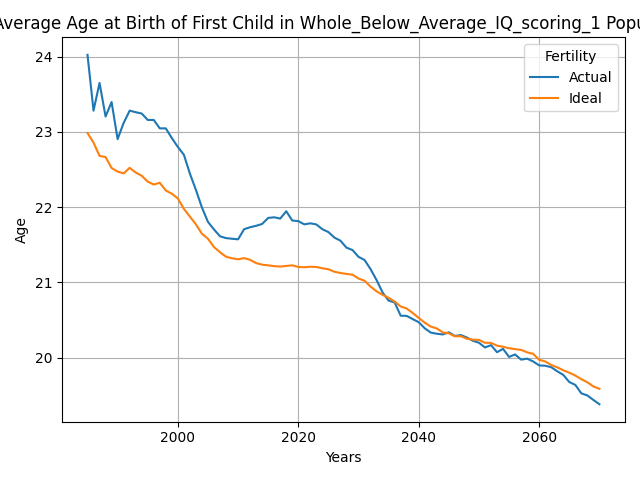 Average Age at Birth of First Child in Whole_Below_Average_IQ_scoring_1
Fertility
Actual
Ideal
24
23
22
21
20
Age
2000
2020
2040
2060
Years